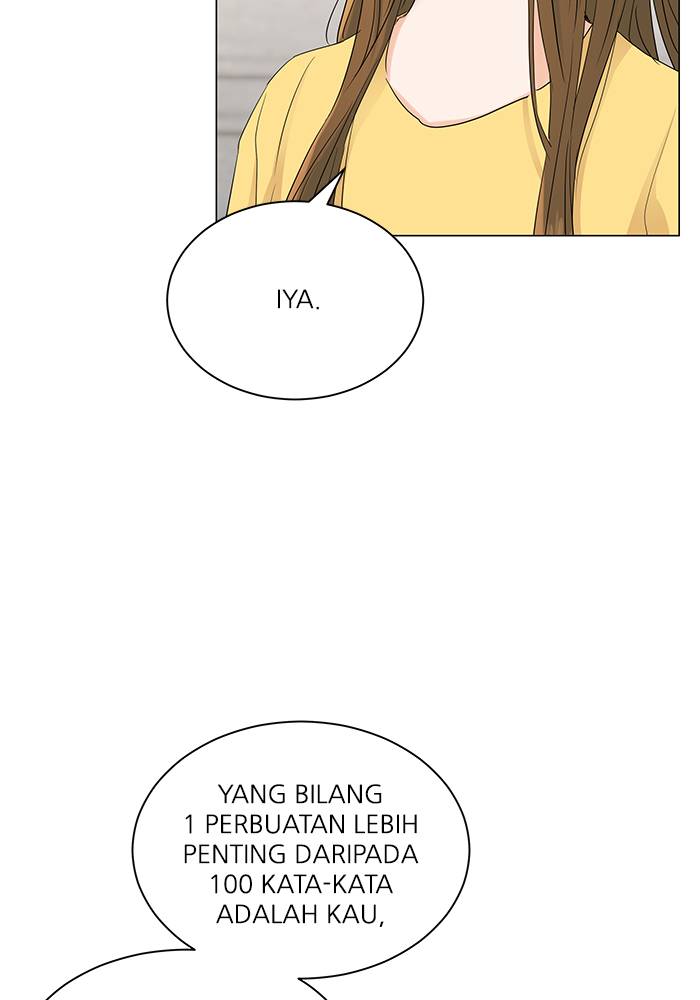 IYA.
YANG BILANG
1 PERBUATAN LEBIH
PENTING DARIPADA
100 KATA-KATA
ADALAH KAU,